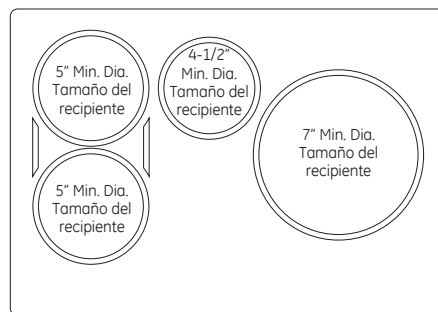 5” Min. Dia.
Tamaño del
recipiente
4-1/2”
Min. Dia.
Tamaño del
recipiente
7” Min. Dia.
Tamaño del
recipiente
5” Min. Dia.
Tamaño del
recipiente